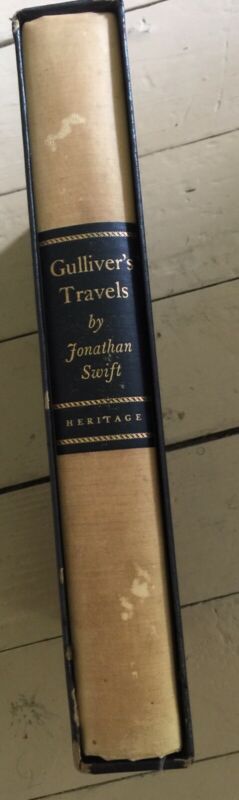 Gulliver's
Travels
by
Jonathan
Swift
HERITAGE